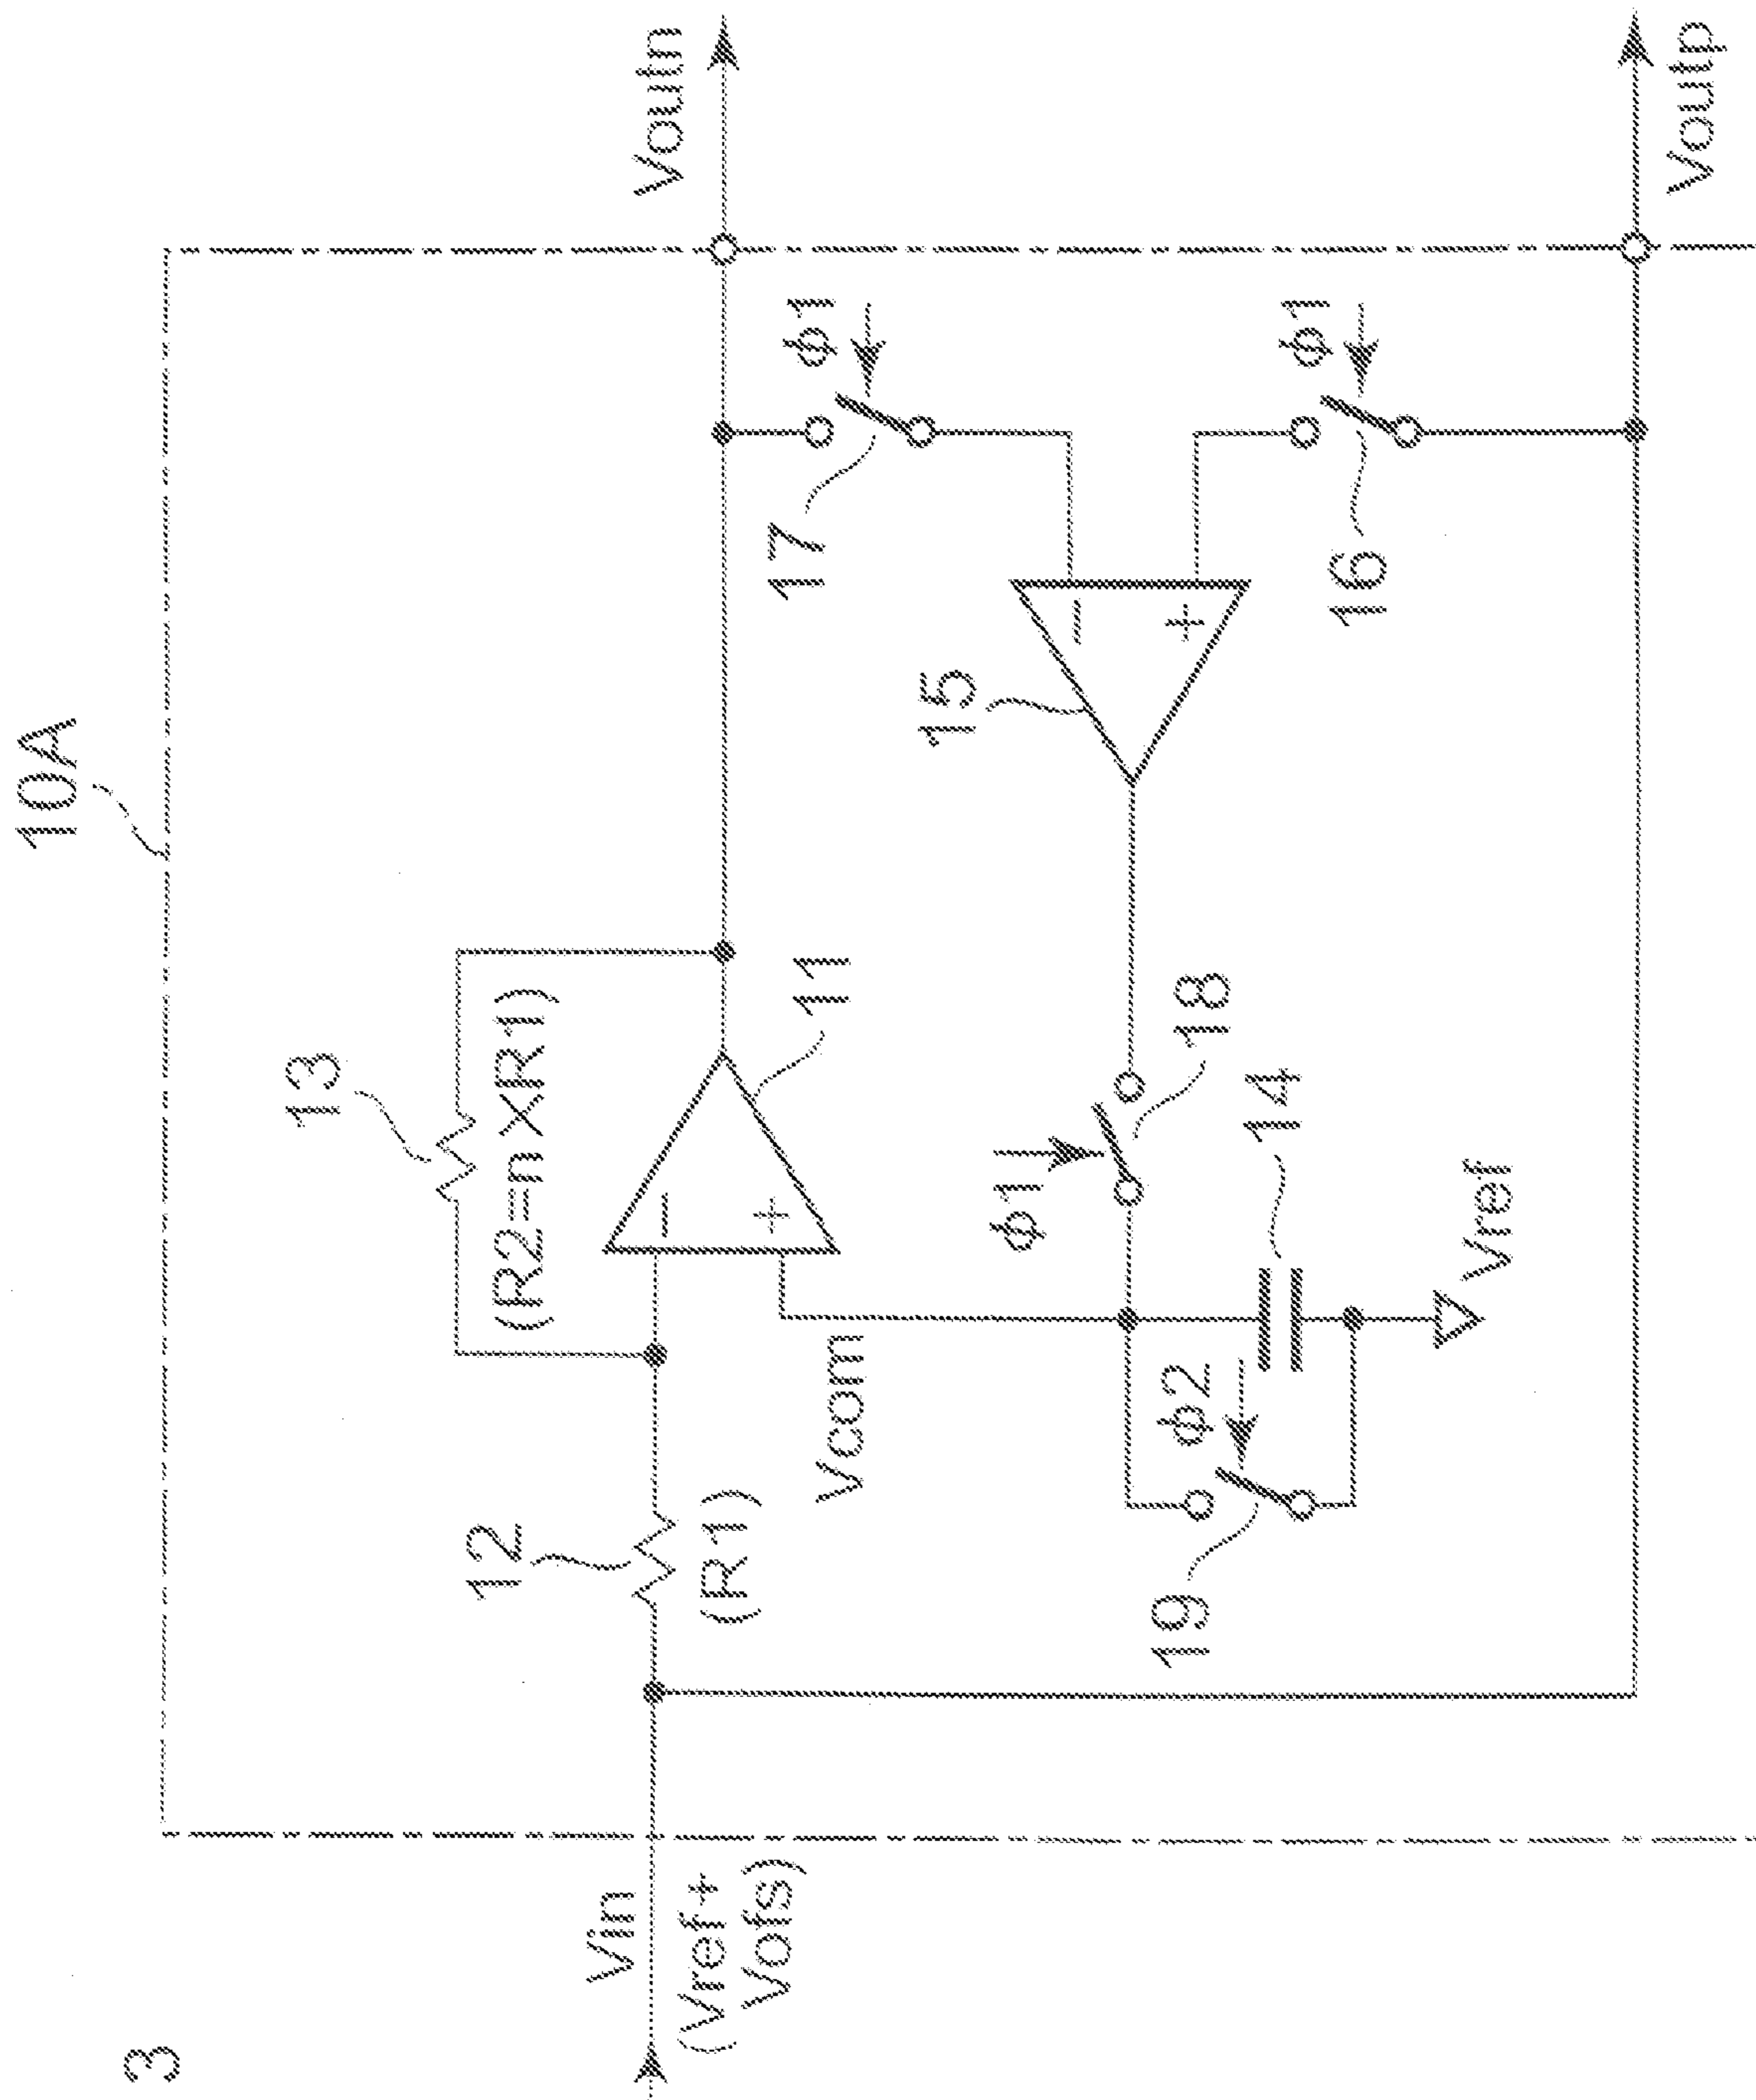 3
10A
Vin
(Vref+
Vofs)
12
(R1)
13
(R2=n×R1)
−
+
11
Vcom
19
ϕ2
14
Vref
ϕ1
18
15
−
+
17
ϕ1
16
ϕ1
Voutn
Voutp